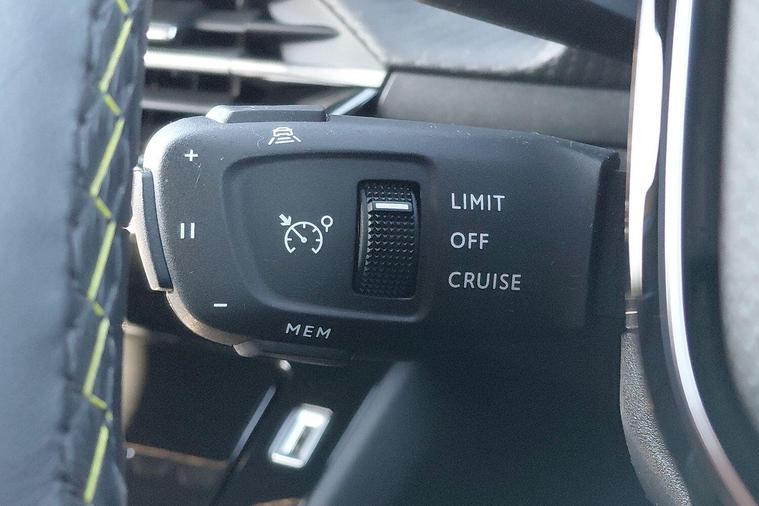 +
LIMIT
II
OFF
CRUISE
−
MEM